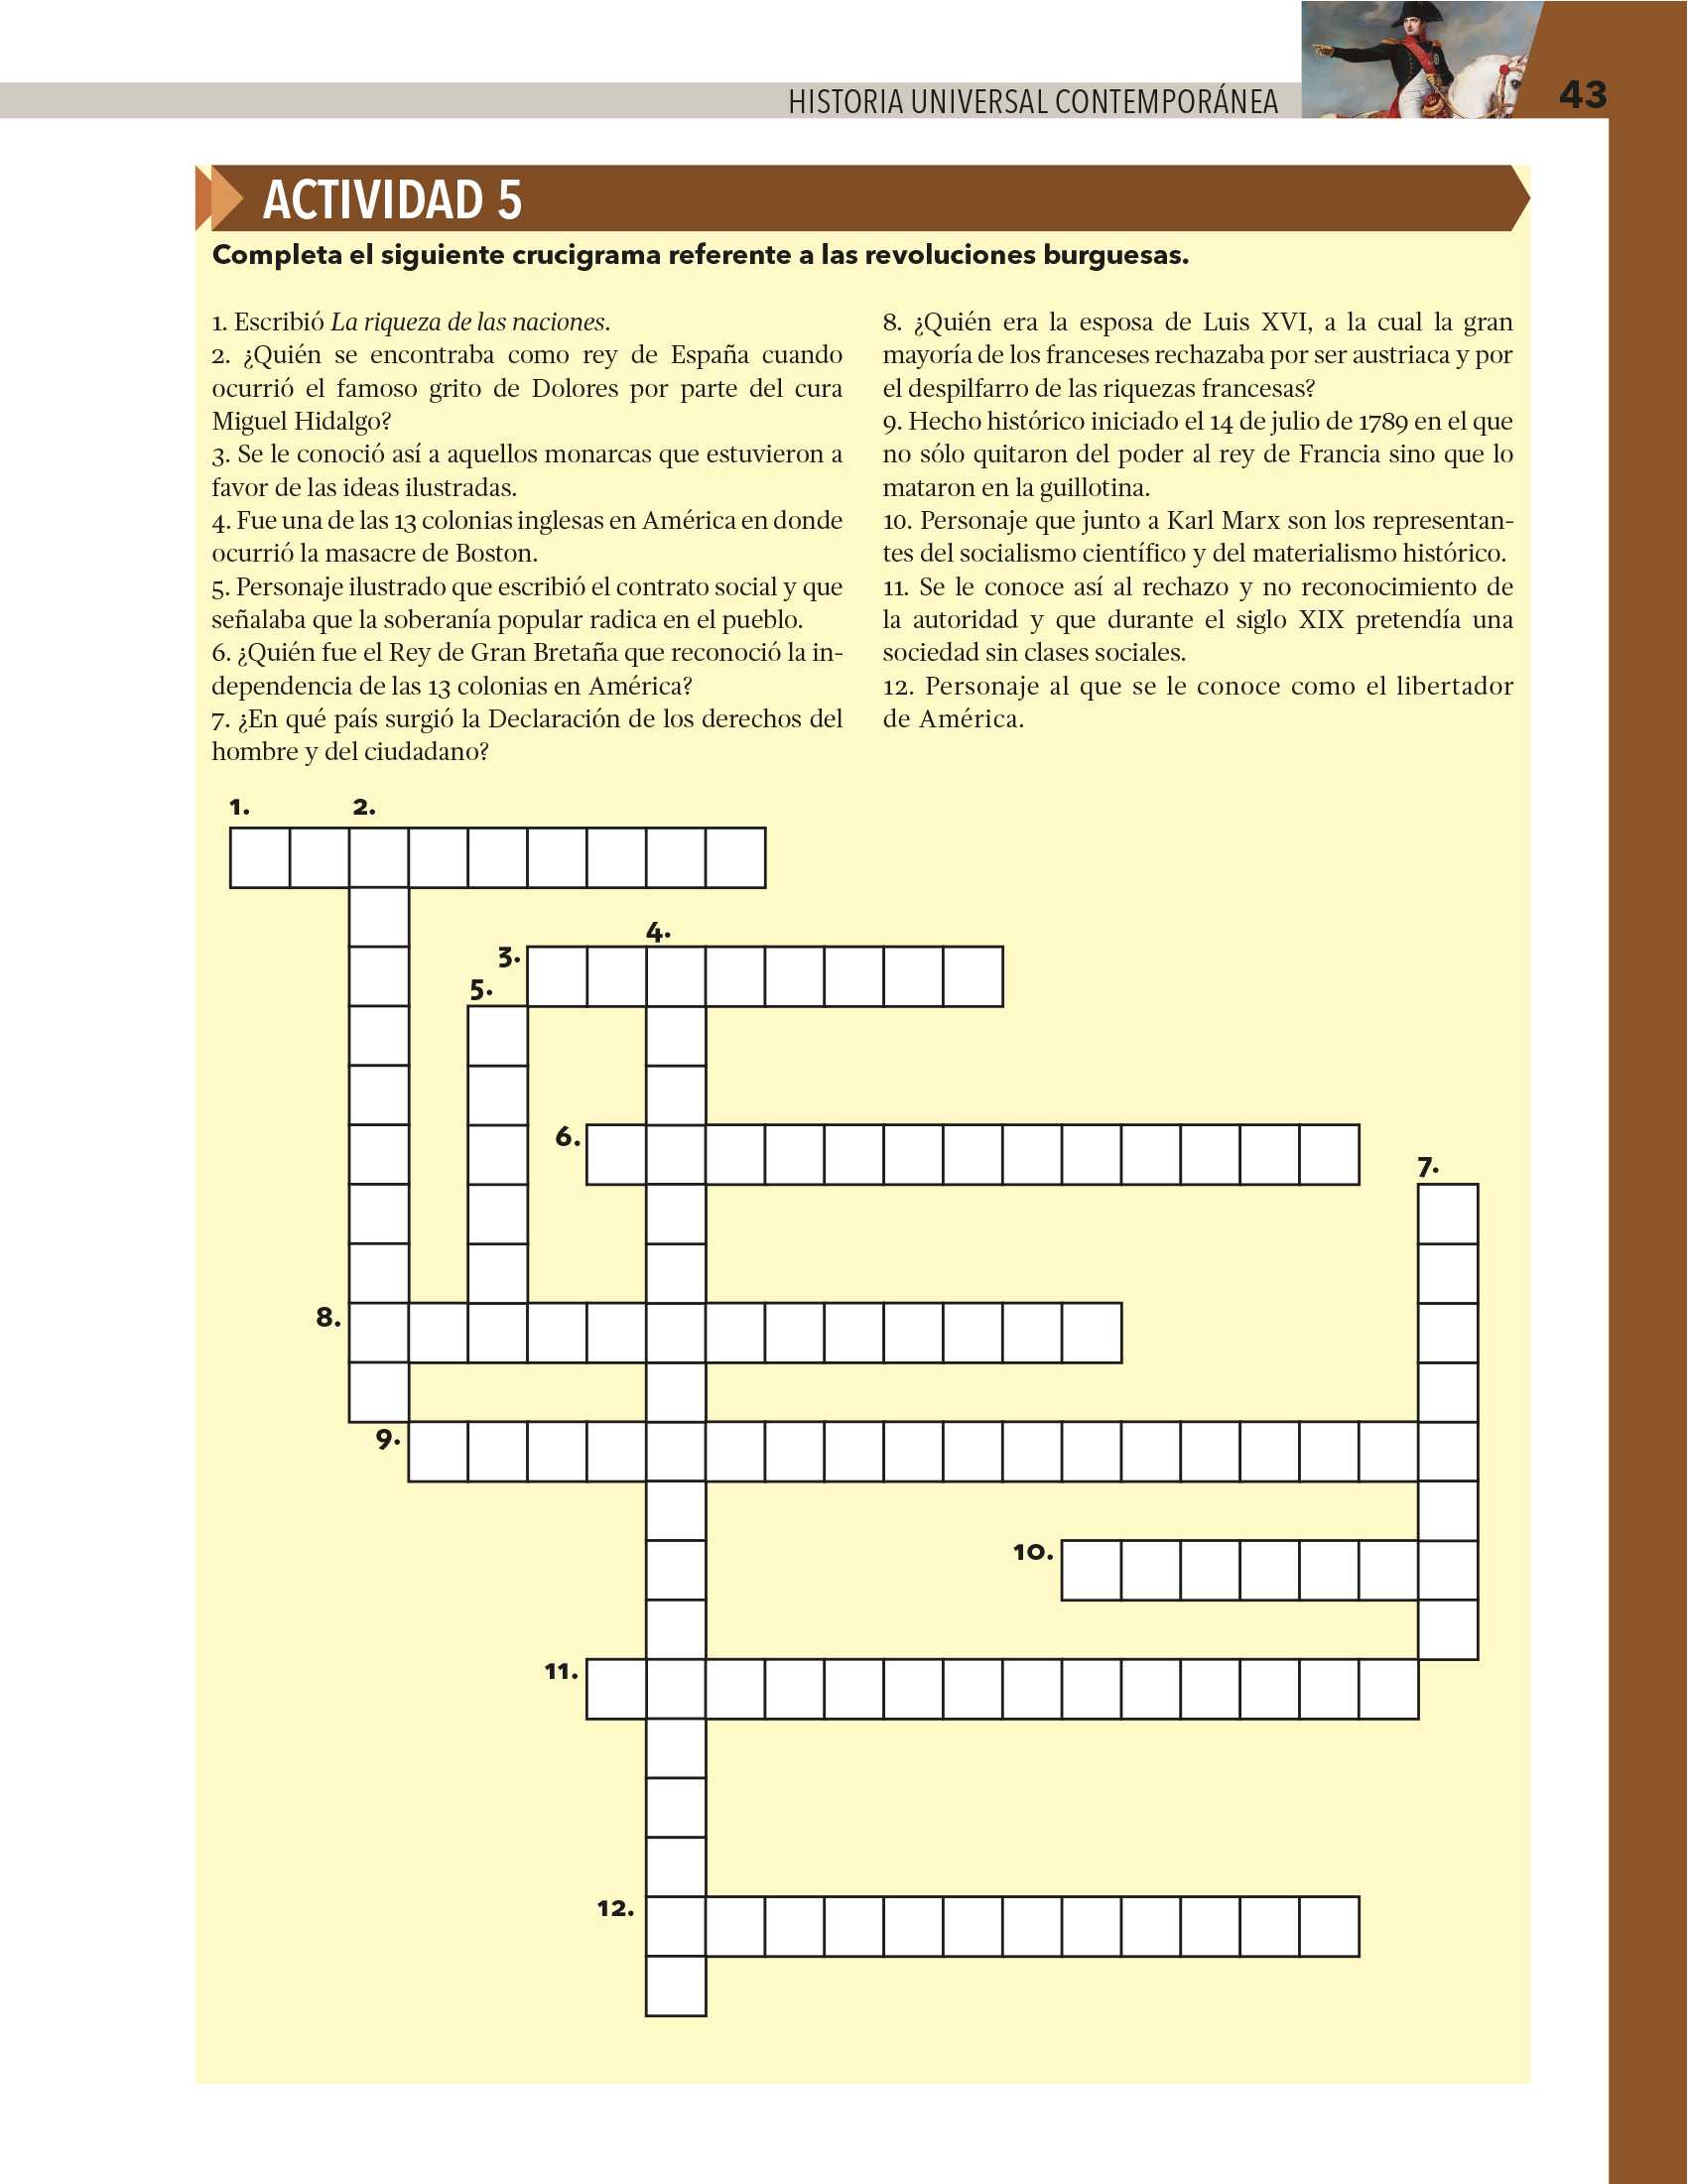 HISTORIA UNIVERSAL CONTEMPORÁNEA
43
ACTIVIDAD 5
Completa el siguiente crucigrama referente a las revoluciones burguesas.
1. Escribió La riqueza de las naciones.
2. ¿Quién se encontraba como rey de España cuando
ocurrió el famoso grito de Dolores por parte del cura
Miguel Hidalgo?
3. Se le conoció así a aquellos monarcas que estuvieron a
favor de las ideas ilustradas.
4. Fue una de las 13 colonias inglesas en América en donde
ocurrió la masacre de Boston.
5. Personaje ilustrado que escribió el contrato social y que
señalaba que la soberanía popular radica en el pueblo.
6. ¿Quién fue el Rey de Gran Bretaña que reconoció la in-
dependencia de las 13 colonias en América?
7. ¿En qué país surgió la Declaración de los derechos del
hombre y del ciudadano?
8. ¿Quién era la esposa de Luis XVI, a la cual la gran
mayoría de los franceses rechazaba por ser austriaca y por
el despilfarro de las riquezas francesas?
9. Hecho histórico iniciado el 14 de julio de 1789 en el que
no sólo quitaron del poder al rey de Francia sino que lo
mataron en la guillotina.
10. Personaje que junto a Karl Marx son los representan-
tes del socialismo científico y del materialismo histórico.
11. Se le conoce así al rechazo y no reconocimiento de
la autoridad y que durante el siglo XIX pretendía una
sociedad sin clases sociales.
12. Personaje al que se le conoce como el libertador
de América.
1.
2.
4.
3.
5.
6.
7.
8.
9.
10.
11.
12.